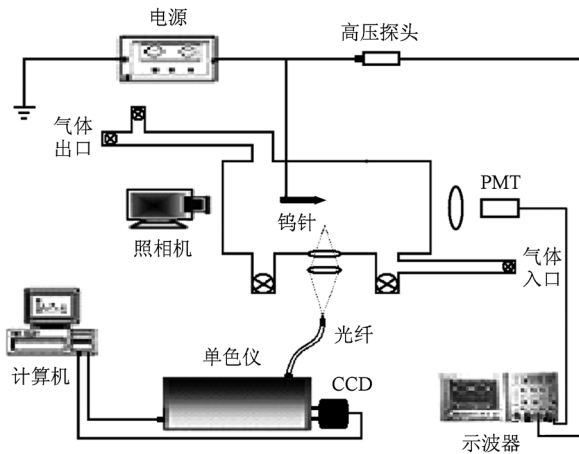 电源
高压探头
气体
出口
PMT
钨针
照相机
气体
入口
光纤
单色仪
计算机
CCD
示波器